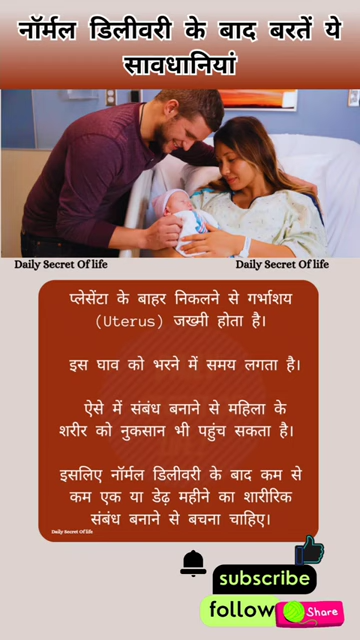 नॉर्मल डिलीवरी के बाद बरतें ये
सावधानियां
Daily Secret Of life
Daily Secret Of life
प्लेसेंटा के बाहर निकलने से गर्भाशय
(Uterus) जख्मी होता है।
इस घाव को भरने में समय लगता है।
ऐसे में संबंध बनाने से महिला के
शरीर को नुकसान भी पहुंच सकता है।
इसलिए नॉर्मल डिलीवरी के बाद कम से
कम एक या डेढ़ महीने का शारीरिक
संबंध बनाने से बचना चाहिए।
Daily Secret Of life
subscribe
follow
Share